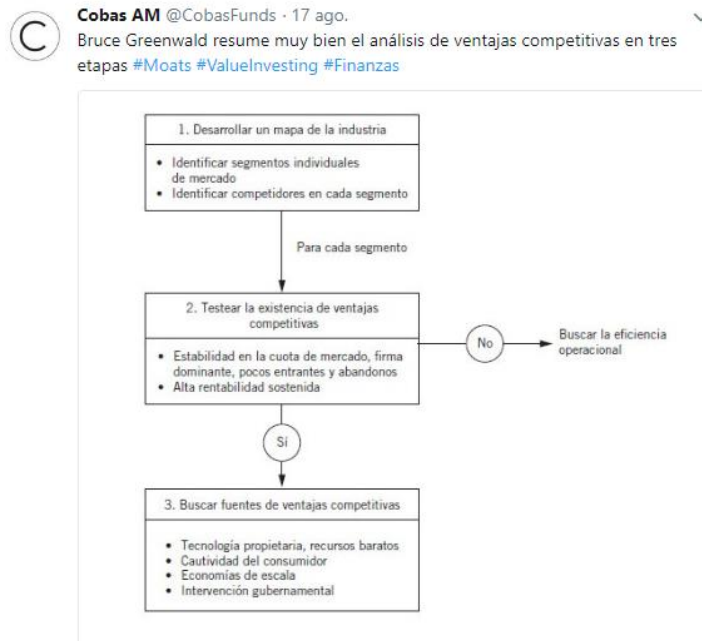 Cobas AM @CobasFunds · 17 ago.
Bruce Greenwald resume muy bien el análisis de ventajas competitivas en tres
etapas #Moats #ValueInvesting #Finanzas
1. Desarrollar un mapa de la industria
• Identificar segmentos individuales
de mercado
• Identificar competidores en cada segmento
Para cada segmento
2. Testear la existencia de ventajas
competitivas
• Estabilidad en la cuota de mercado, firma
dominante, pocos entrantes y abandonos
• Alta rentabilidad sostenida
No
Buscar la eficiencia
operacional
Sí
3. Buscar fuentes de ventajas competitivas
• Tecnología propietaria, recursos baratos
• Cautividad del consumidor
• Economías de escala
• Intervención gubernamental